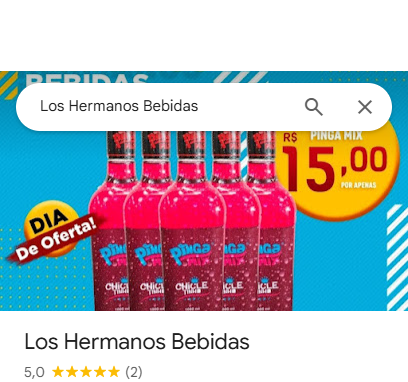 BEBIDAS
Los Hermanos Bebidas
PINGA MIX
R$ 15,00
POR APENAS
DIA
De Oferta!
PINGA
CHICLE
Los Hermanos Bebidas
5,0 ★★★★★ (2)